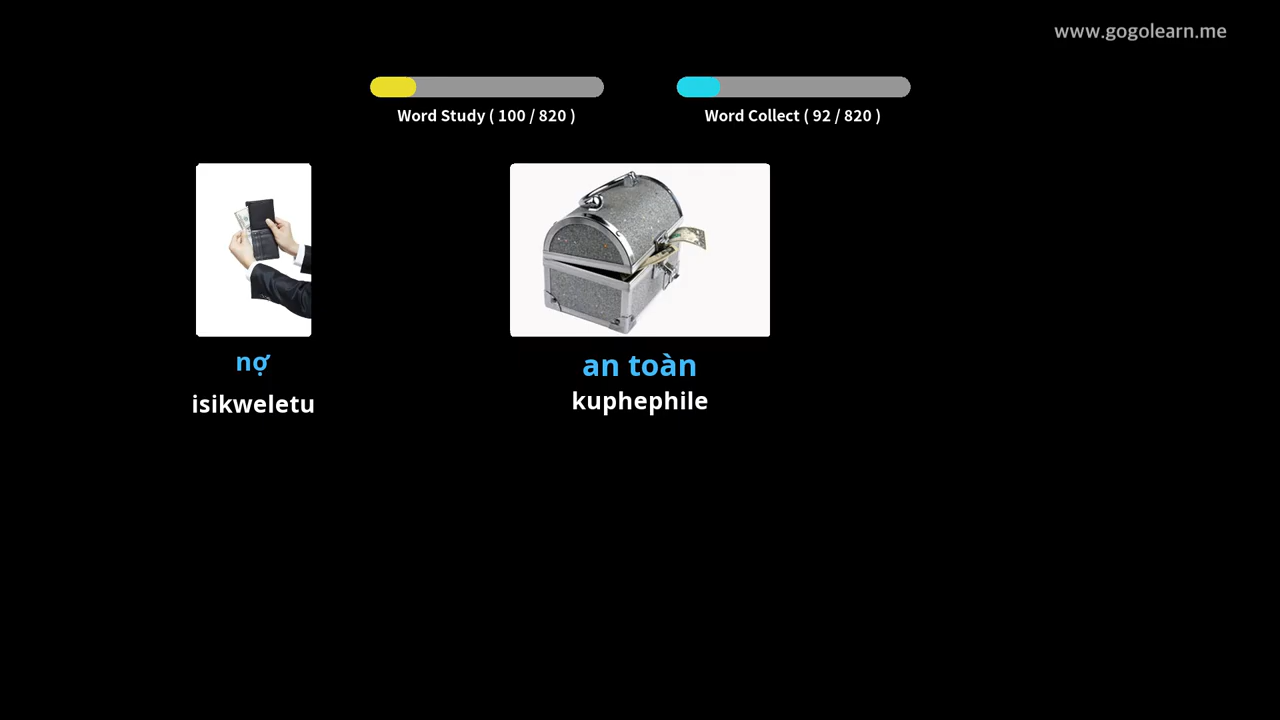 www.gogolearn.me
Word Study ( 100 / 820 )
Word Collect ( 92 / 820 )
nợ
isikweletu
an toàn
kuphephile